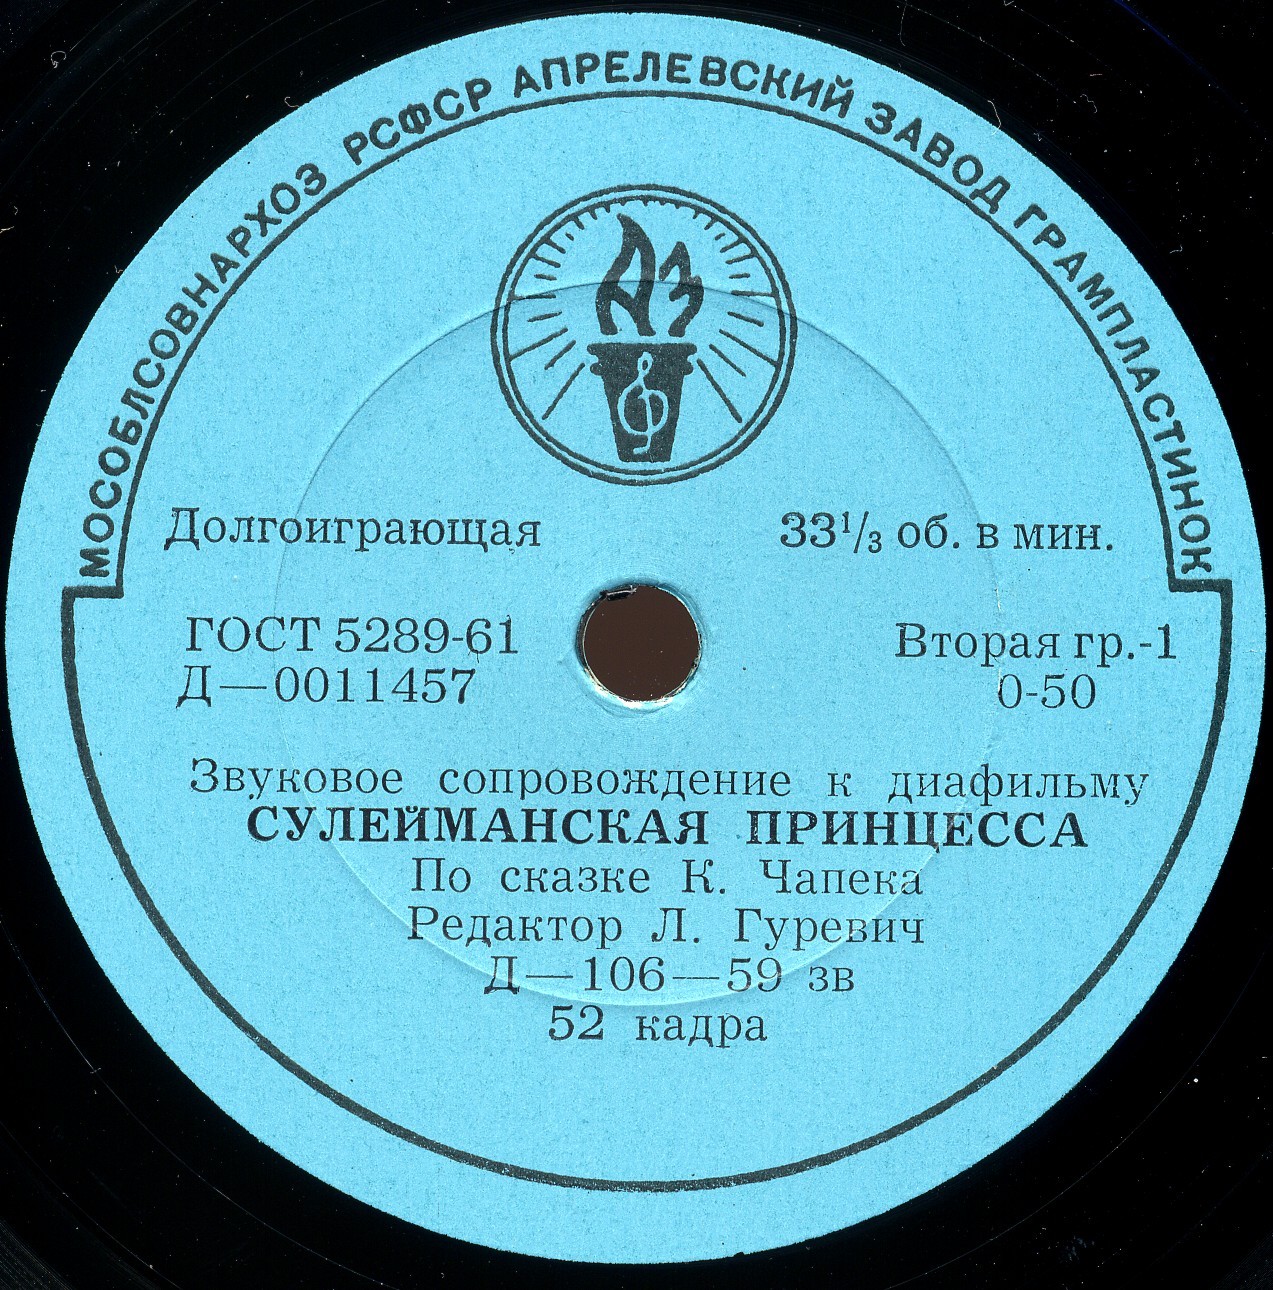 МОСОБЛСОВНАРХОЗ РСФСР АПРЕЛЕВСКИЙ ЗАВОД ГРАМПЛАСТИНОК
АЗ
Долгоиграющая 33⅓ об. в мин.
ГОСТ 5289-61 Вторая гр.-1
Д—0011457 0-50
Звуковое сопровождение к диафильму
СУЛЕЙМАНСКАЯ ПРИНЦЕССА
По сказке К. Чапека
Редактор Л. Гуревич
Д—106—59 зв
52 кадра